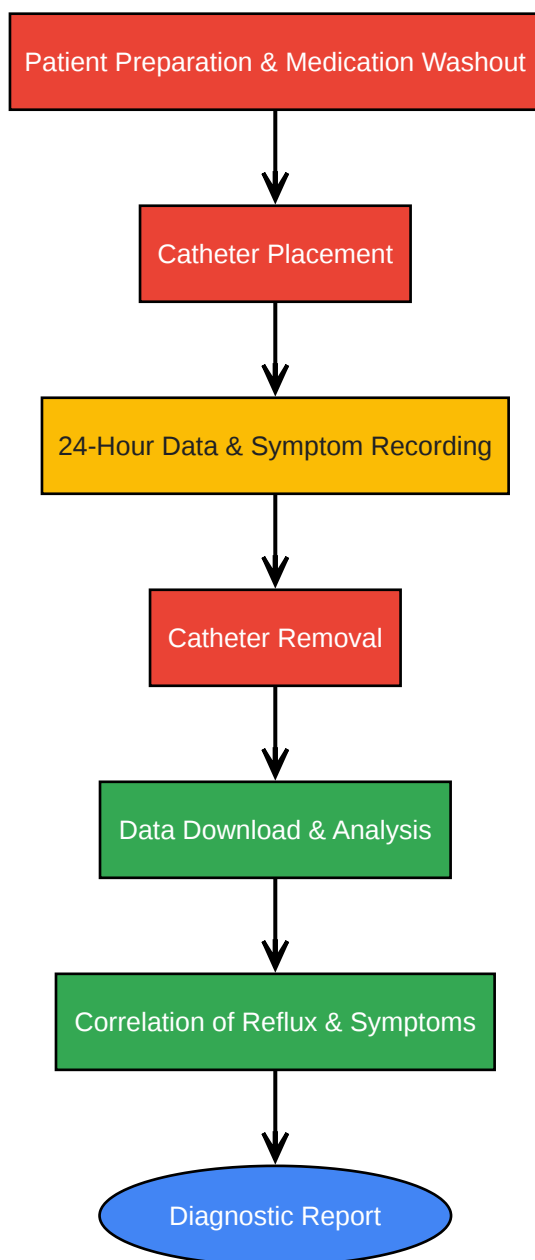 Patient Preparation & Medication Washout
Catheter Placement
24-Hour Data & Symptom Recording
Catheter Removal
Data Download & Analysis
Correlation of Reflux & Symptoms
Diagnostic Report